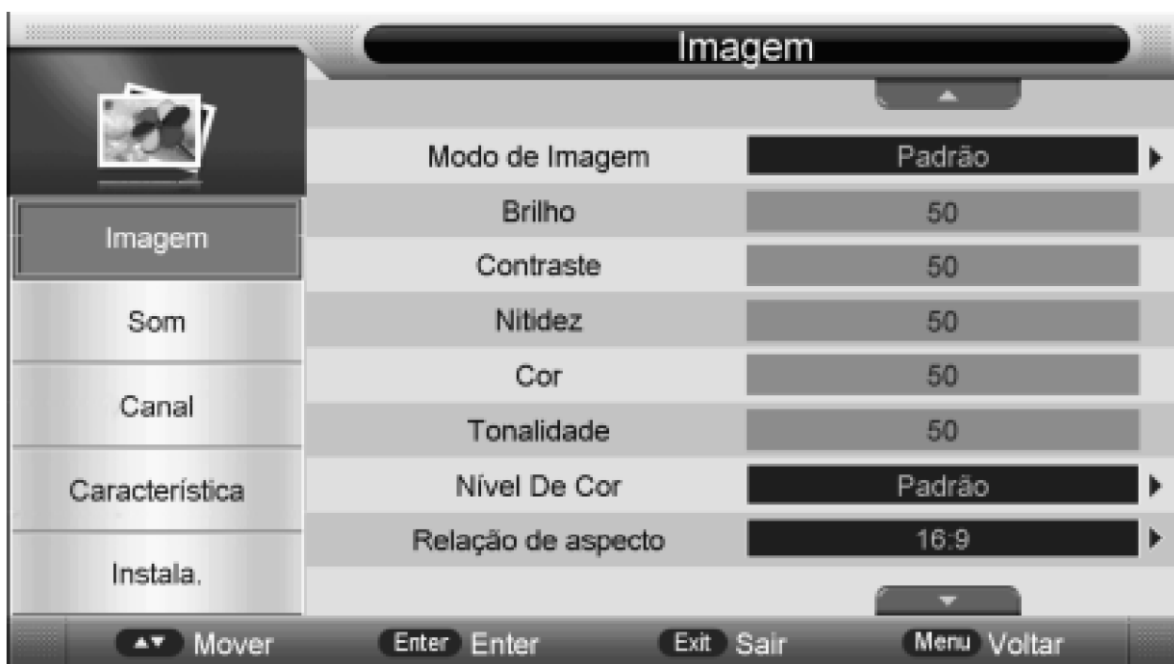 Imagem
Imagem
Som
Canal
Característica
Instala.
Modo de Imagem Padrão
Brilho 50
Contraste 50
Nitidez 50
Cor 50
Tonalidade 50
Nível De Cor Padrão
Relação de aspecto 16:9
Mover Enter Enter Exit Sair Menu Voltar